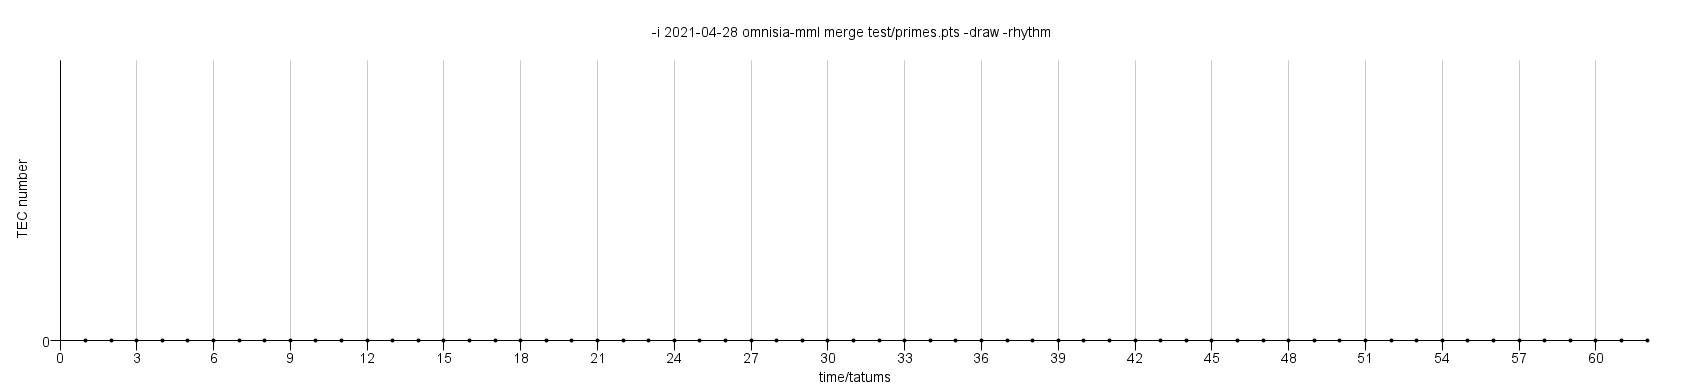 -i 2021-04-28 omnisia-mml merge test/primes.pts -draw -rhythm
TEC number
0
0 3 6 9 12 15 18 21 24 27 30 33 36 39 42 45 48 51 54 57 60
time/tatums